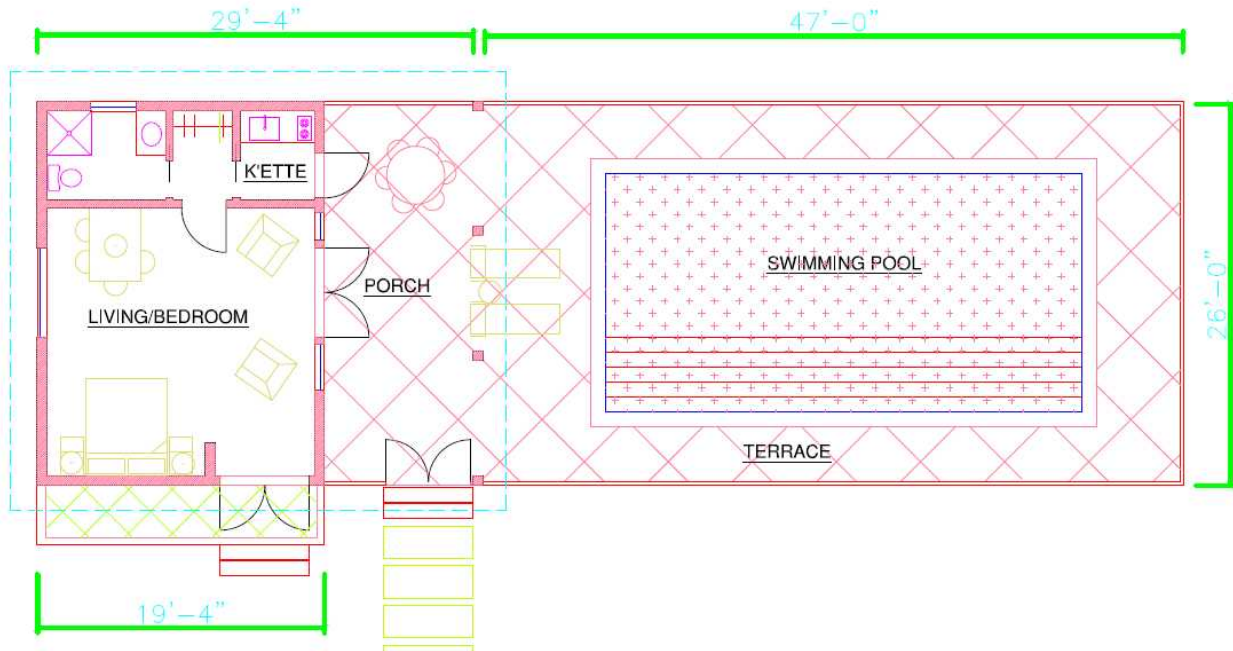 29'-4" 47'-0"
K'ETTE
SWIMMING POOL
PORCH
LIVING/BEDROOM
26'-0"
TERRACE
19'-4"